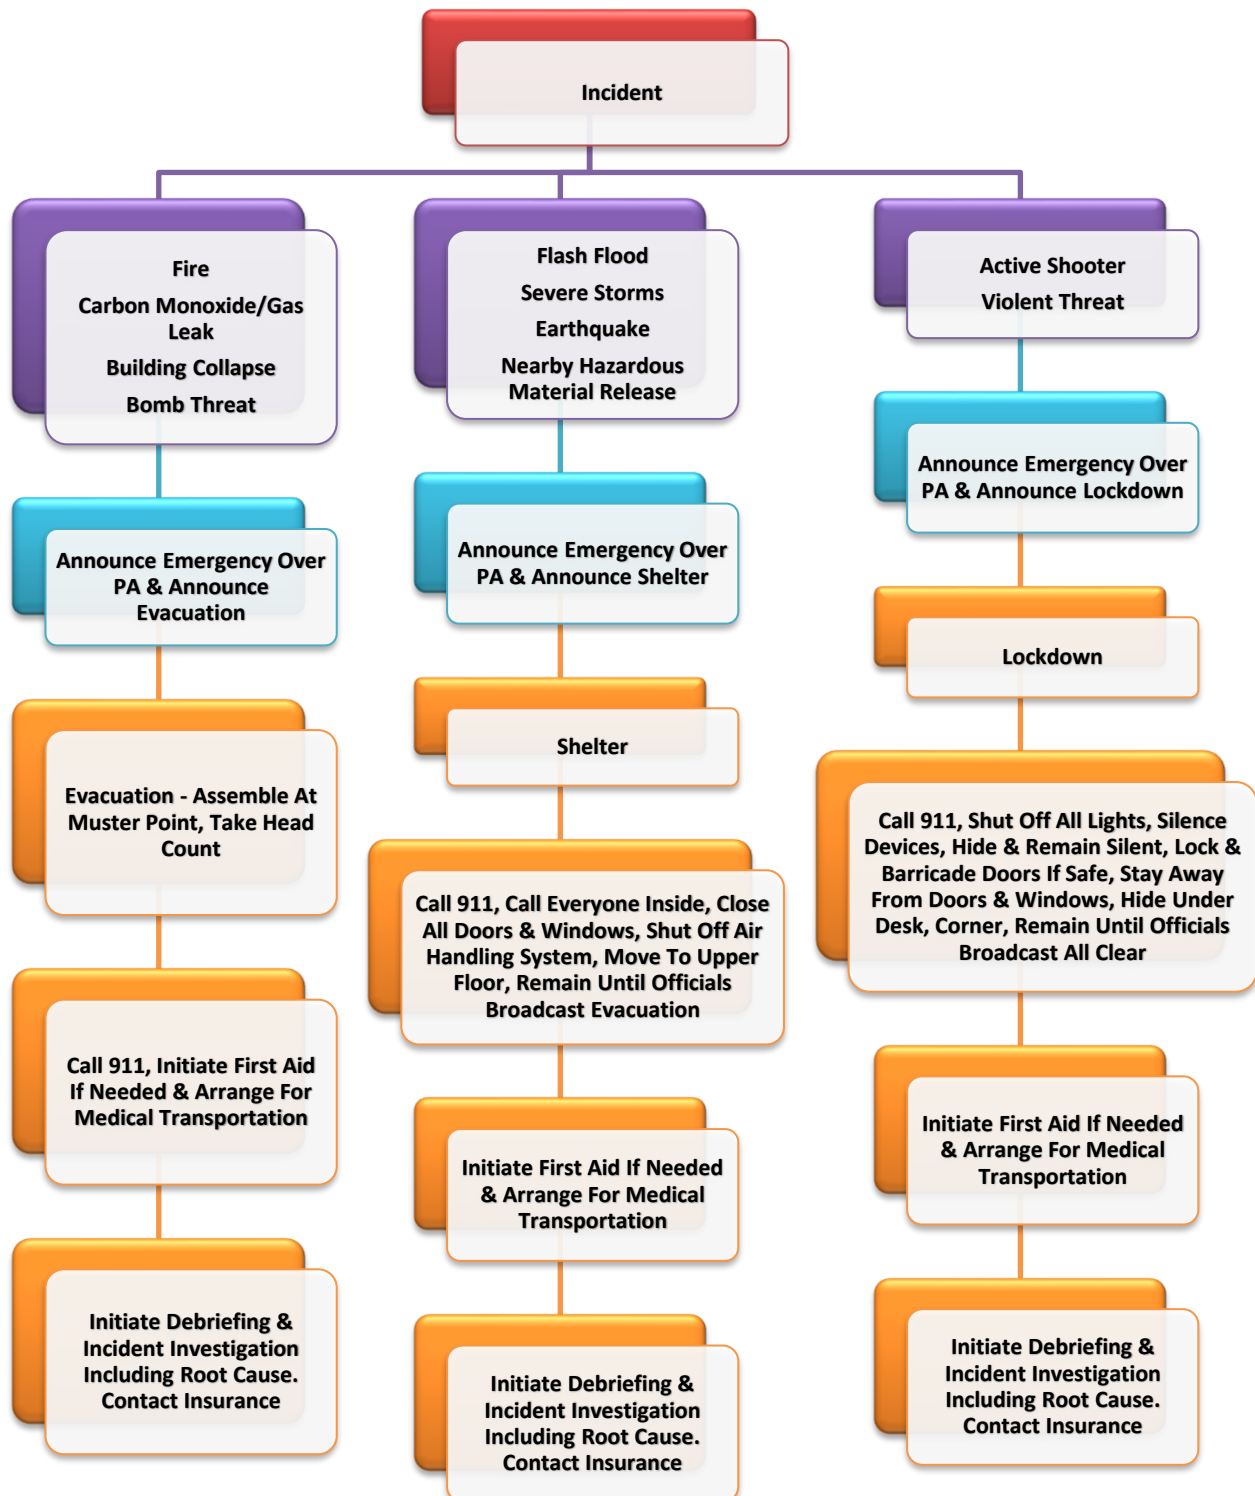 Incident
Fire
Carbon Monoxide/Gas
Leak
Building Collapse
Bomb Threat
Announce Emergency Over
PA & Announce
Evacuation
Evacuation - Assemble At
Muster Point, Take Head
Count
Call 911, Initiate First Aid
If Needed & Arrange For
Medical Transportation
Initiate Debriefing &
Incident Investigation
Including Root Cause.
Contact Insurance
Flash Flood
Severe Storms
Earthquake
Nearby Hazardous
Material Release
Announce Emergency Over
PA & Announce Shelter
Shelter
Call 911, Call Everyone Inside, Close
All Doors & Windows, Shut Off Air
Handling System, Move To Upper
Floor, Remain Until Officials
Broadcast Evacuation
Initiate First Aid If Needed
& Arrange For Medical
Transportation
Initiate Debriefing &
Incident Investigation
Including Root Cause.
Contact Insurance
Active Shooter
Violent Threat
Announce Emergency Over
PA & Announce Lockdown
Lockdown
Call 911, Shut Off All Lights, Silence
Devices, Hide & Remain Silent, Lock &
Barricade Doors If Safe, Stay Away
From Doors & Windows, Hide Under
Desk, Corner, Remain Until Officials
Broadcast All Clear
Initiate First Aid If Needed
& Arrange For Medical
Transportation
Initiate Debriefing &
Incident Investigation
Including Root Cause.
Contact Insurance